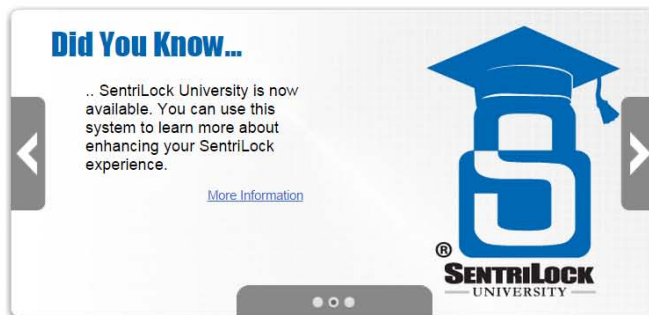 Did You Know...
.. SentriLock University is now
available. You can use this
system to learn more about
enhancing your SentriLock
experience.
More Information
®
SENTRILOCK
UNIVERSITY